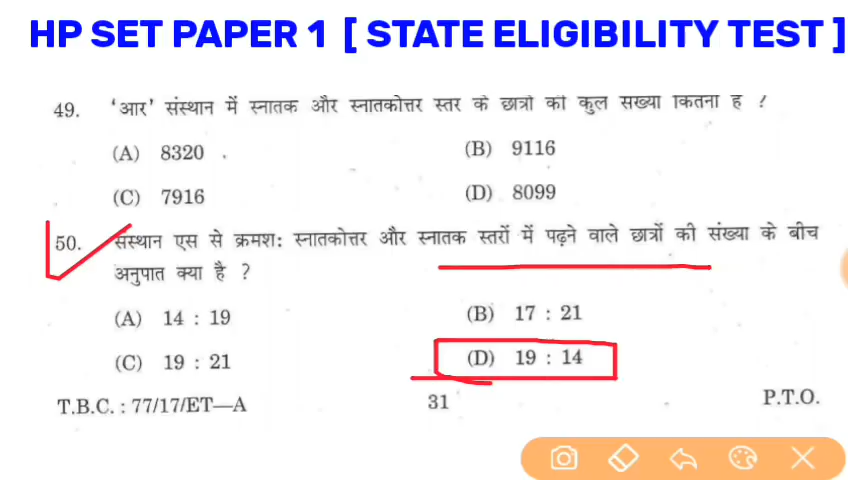 HP SET PAPER 1 [ STATE ELIGIBILITY TEST ]
49. 'आर' संस्थान में स्नातक और स्नातकोत्तर स्तर के छात्रों की कुल संख्या कितनी है ?
(A) 8320 (B) 9116
(C) 7916 (D) 8099
50. संस्थान एस से क्रमश: स्नातकोत्तर और स्नातक स्तरों में पढ़ने वाले छात्रों की संख्या के बीच
अनुपात क्या है ?
(A) 14 : 19 (B) 17 : 21
(C) 19 : 21 (D) 19 : 14
T.B.C. : 77/17/ET—A 31 P.T.O.